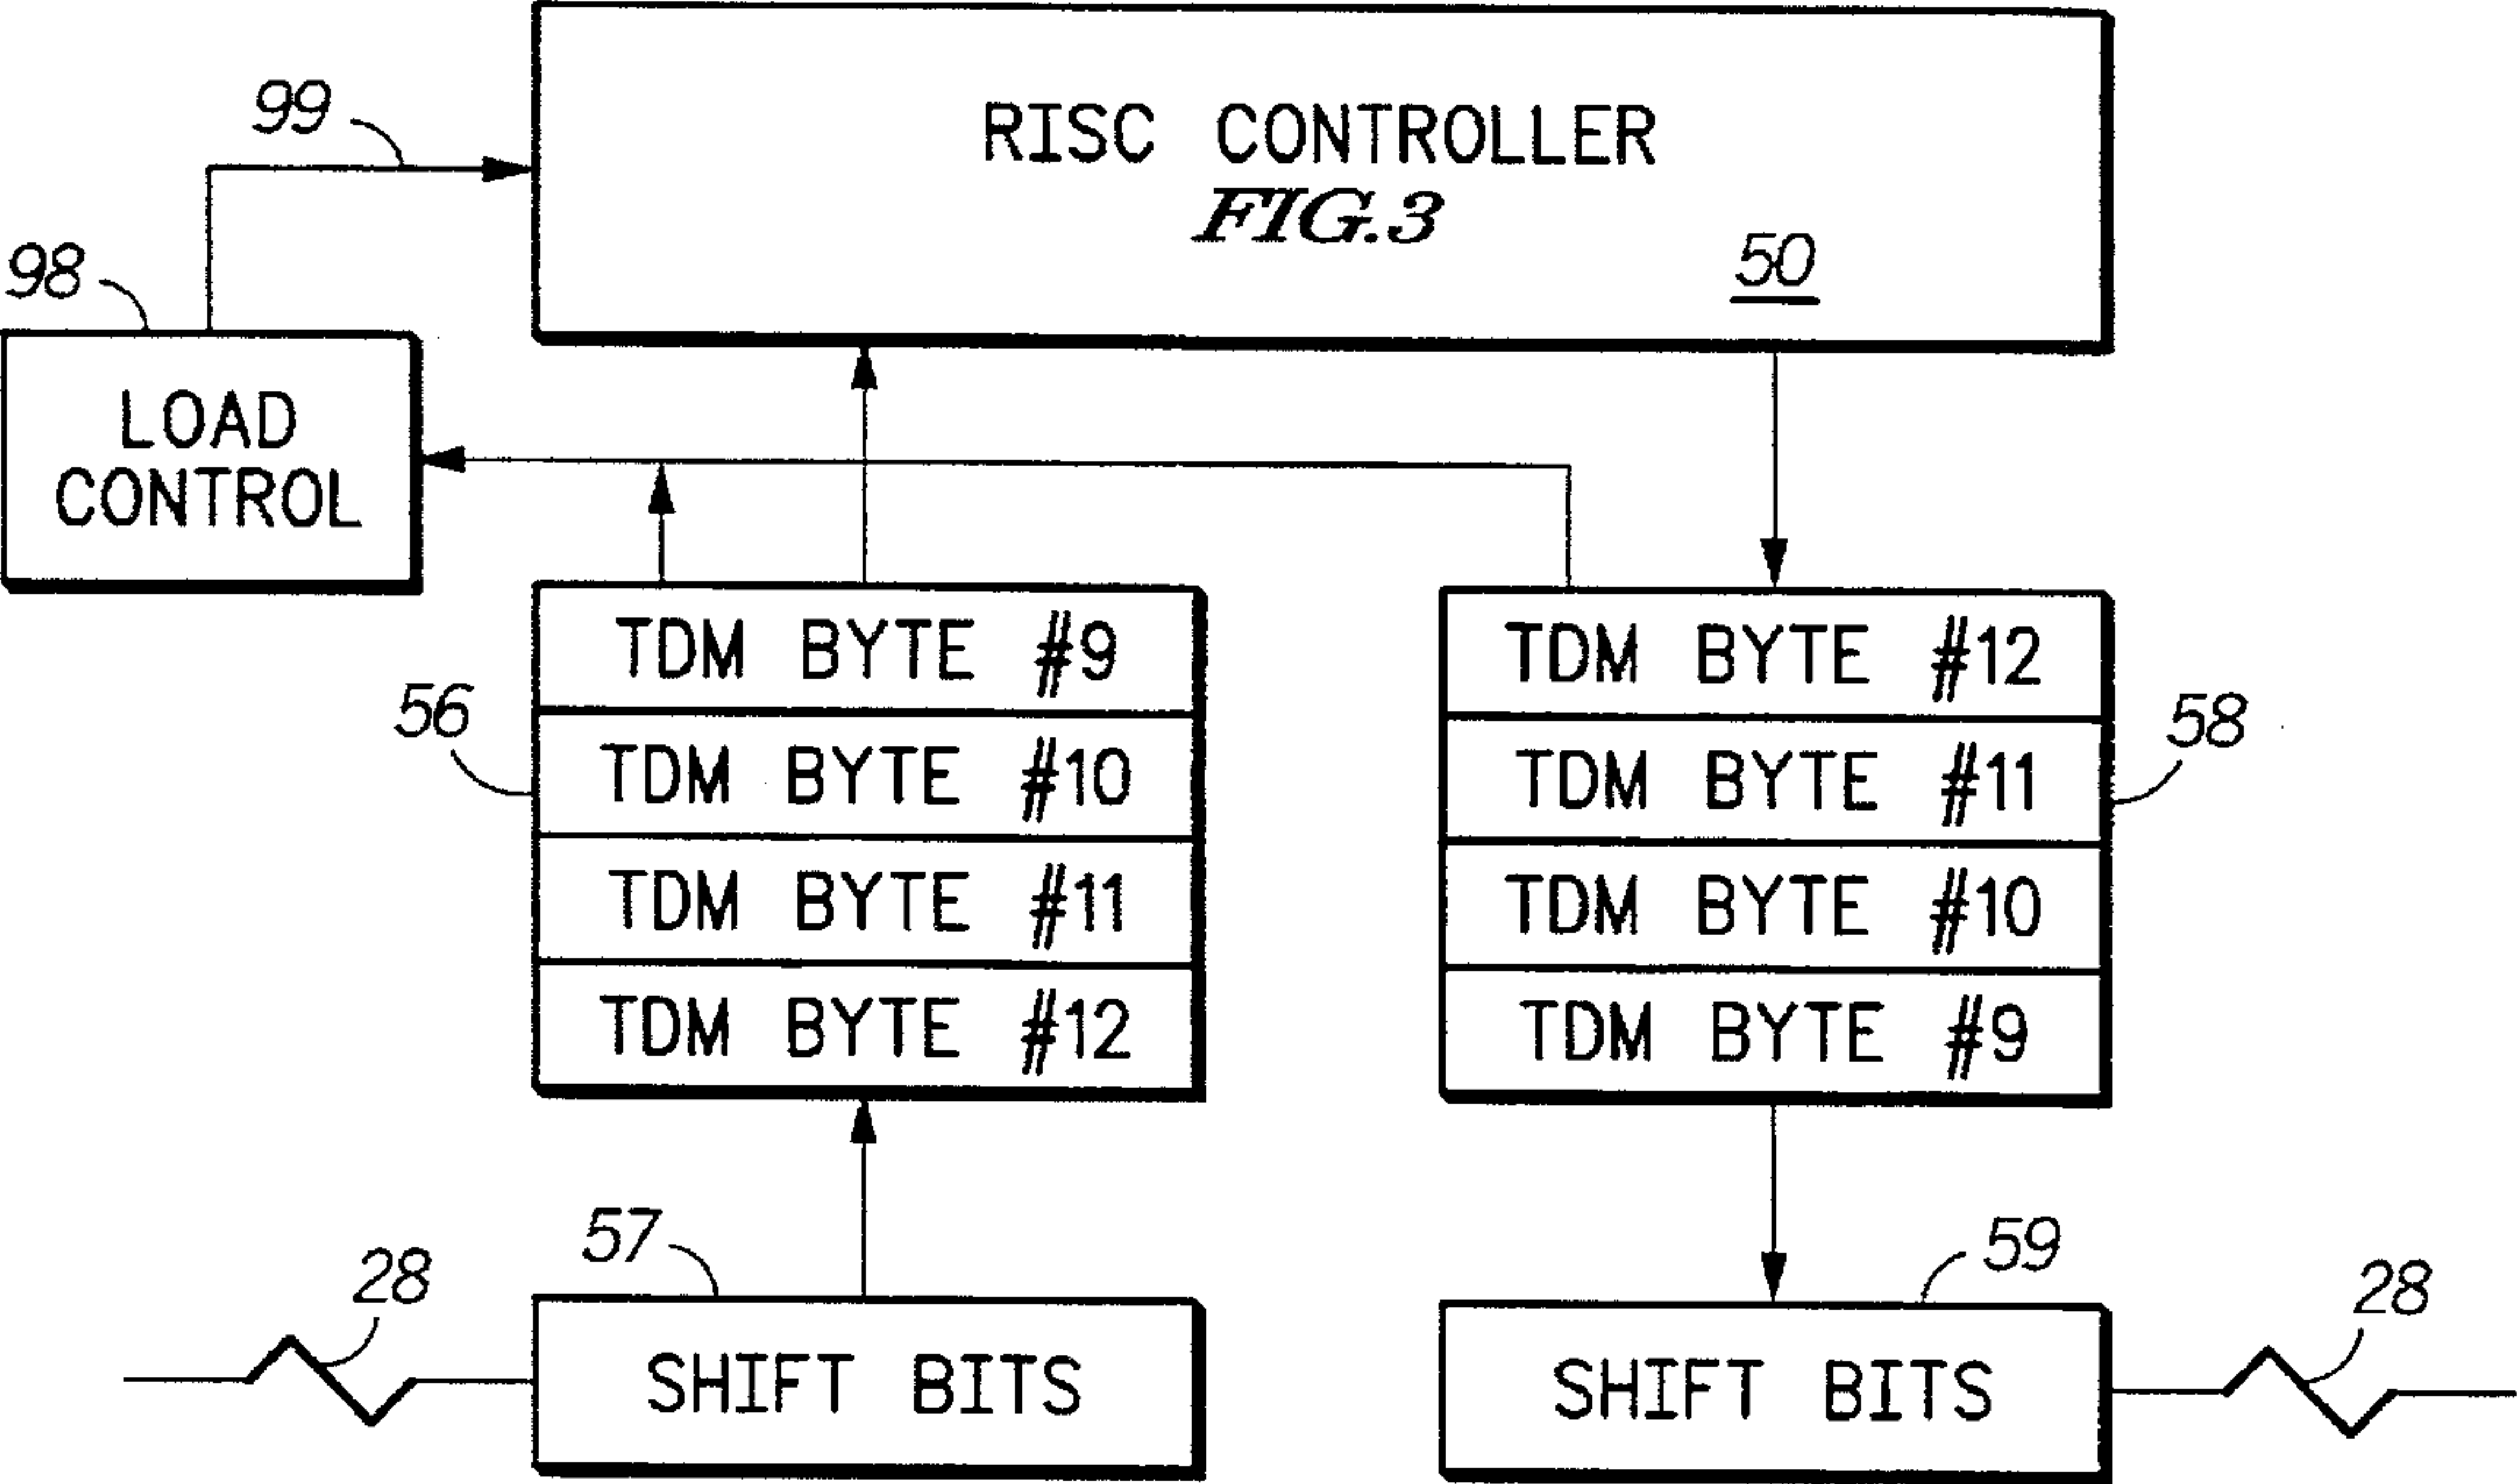 RISC CONTROLLER
FIG.3
50
99
98
LOAD
CONTROL
56
TDM BYTE #9
TDM BYTE #10
TDM BYTE #11
TDM BYTE #12
TDM BYTE #12
TDM BYTE #11
TDM BYTE #10
TDM BYTE #9
58
57
28
SHIFT BITS
59
28
SHIFT BITS